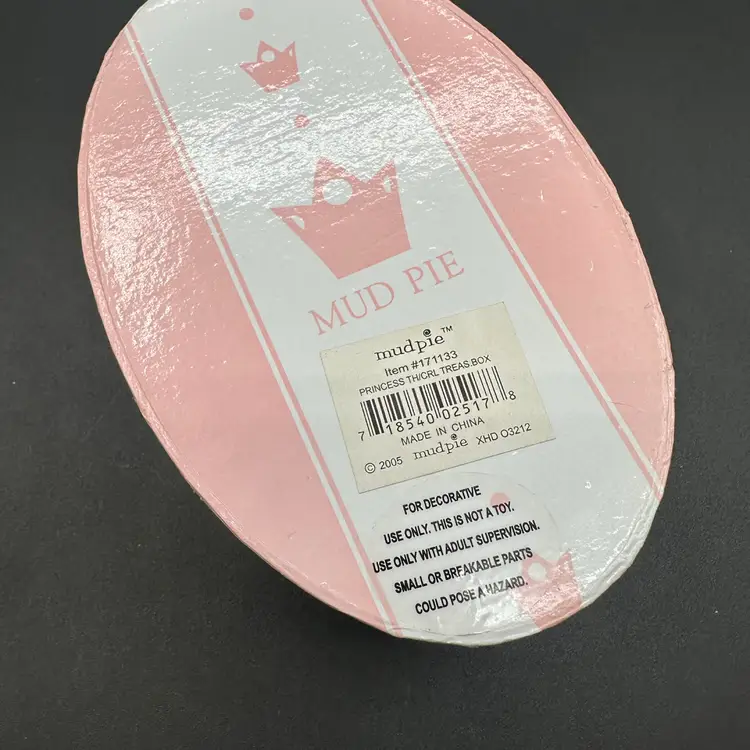 MUD PIE
mudpie™
Item #171133
PRINCESS TH/CRL TREAS.BOX
7 18540 02517 8
MADE IN CHINA
© 2005 mudpie XHD O3212
FOR DECORATIVE
USE ONLY. THIS IS NOT A TOY.
USE ONLY WITH ADULT SUPERVISION.
SMALL OR BREAKABLE PARTS
COULD POSE A HAZARD.